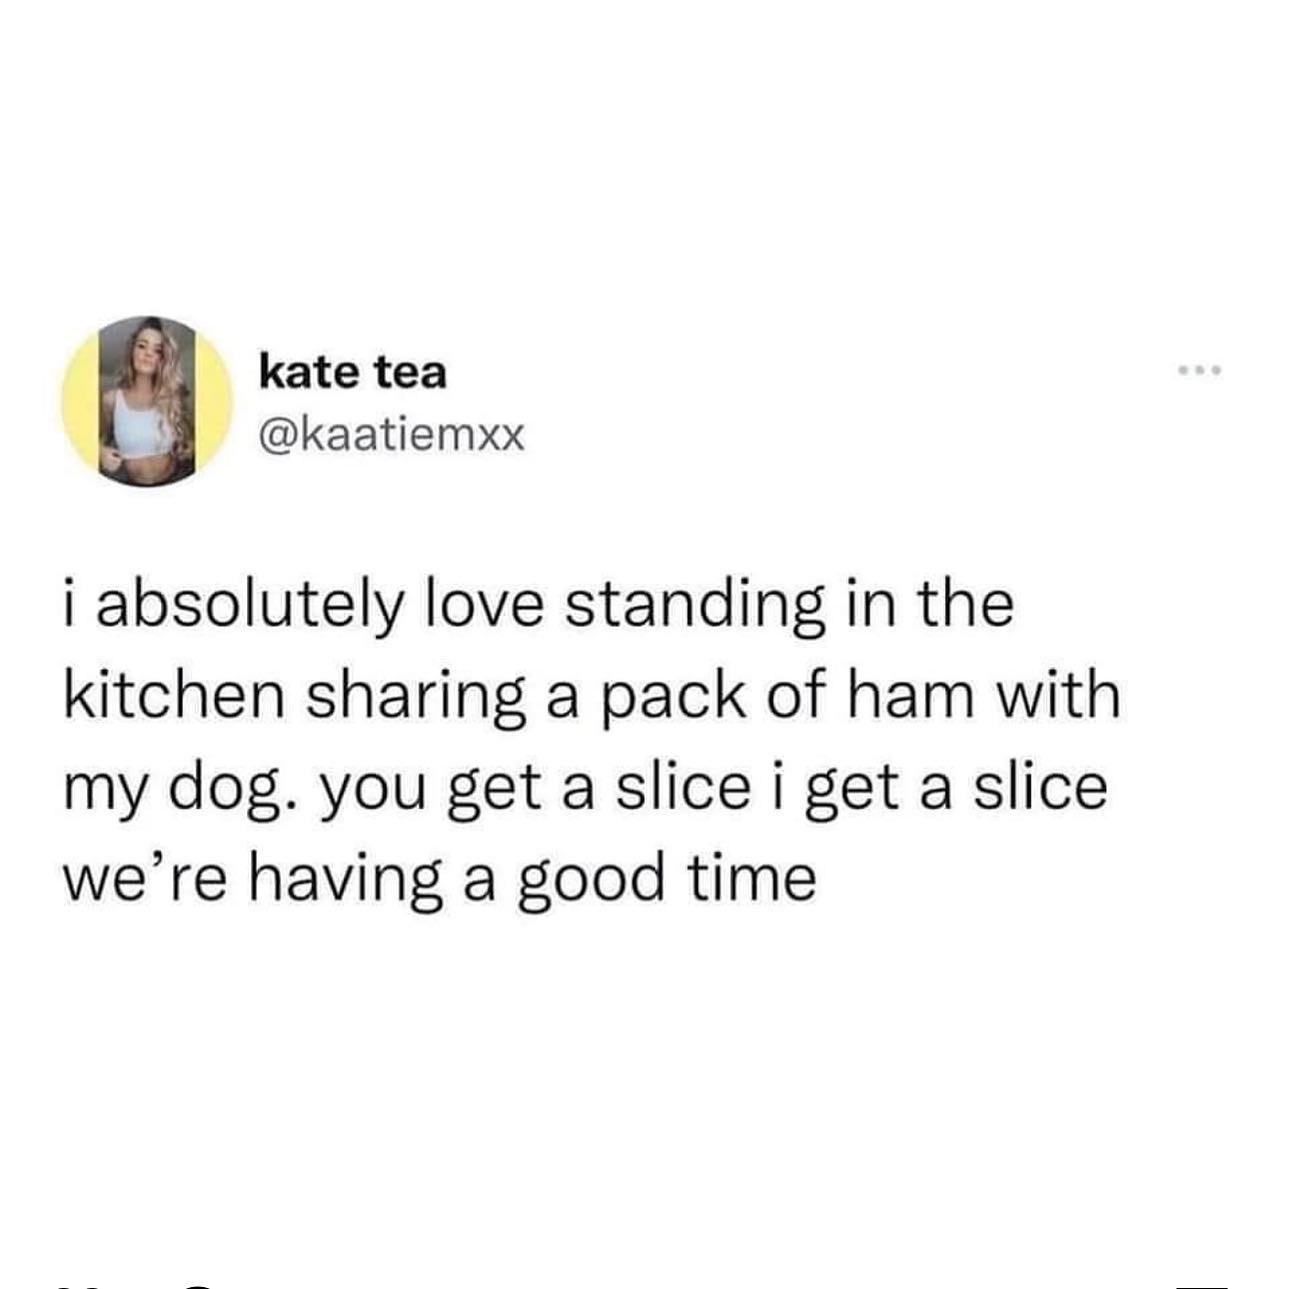 kate tea
@kaatiemxx
i absolutely love standing in the
kitchen sharing a pack of ham with
my dog. you get a slice i get a slice
we’re having a good time